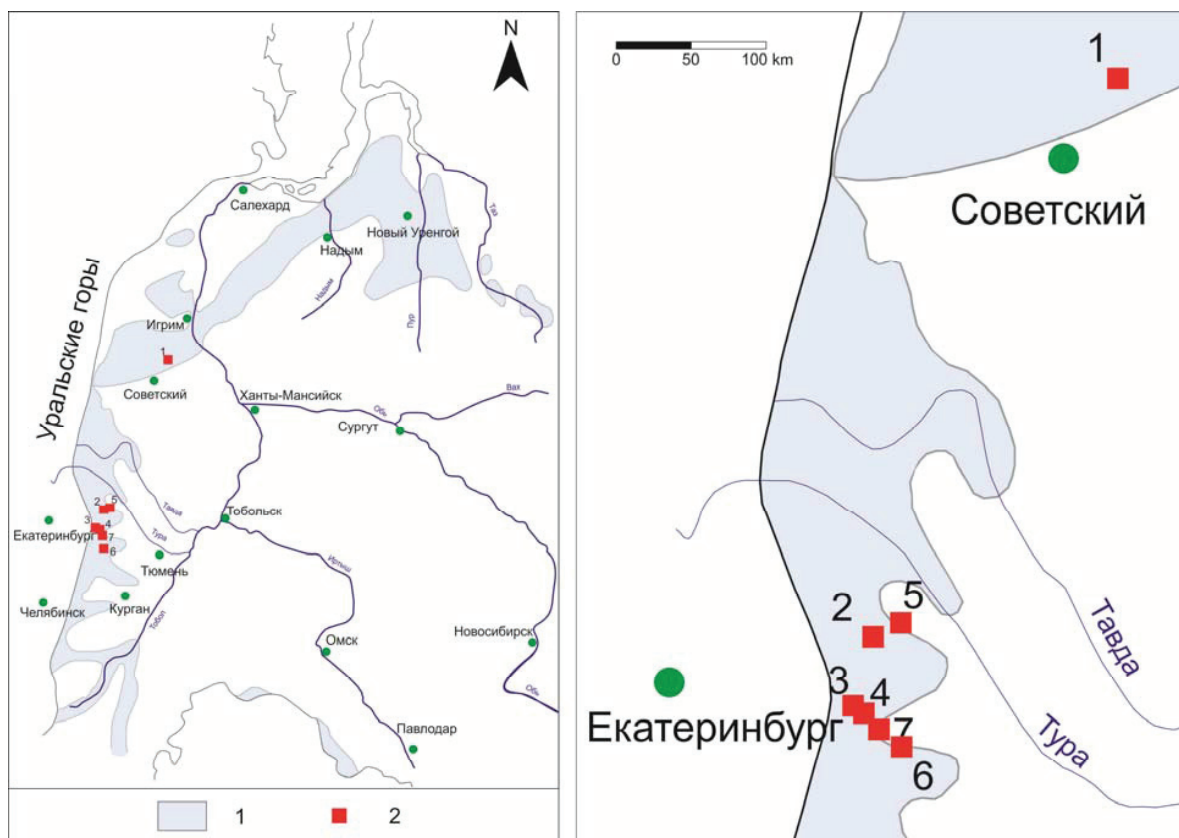 N
Салехард
Новый Уренгой
Таз
Надым
Надым
Пур
Уральские горы
Игрим
1
Советский
Ханты-Мансийск
Вах
Обь
Сургут
2
5
Тавда
3
4
Екатеринбург
7
Тобольск
Тура
6
Тюмень
Иртыш
Челябинск
Курган
Тобол
Новосибирск
Омск
Обь
Павлодар
1
2
0
50
100 km
1
Советский
2
5
Тавда
3
4
Екатеринбург
7
Тура
6